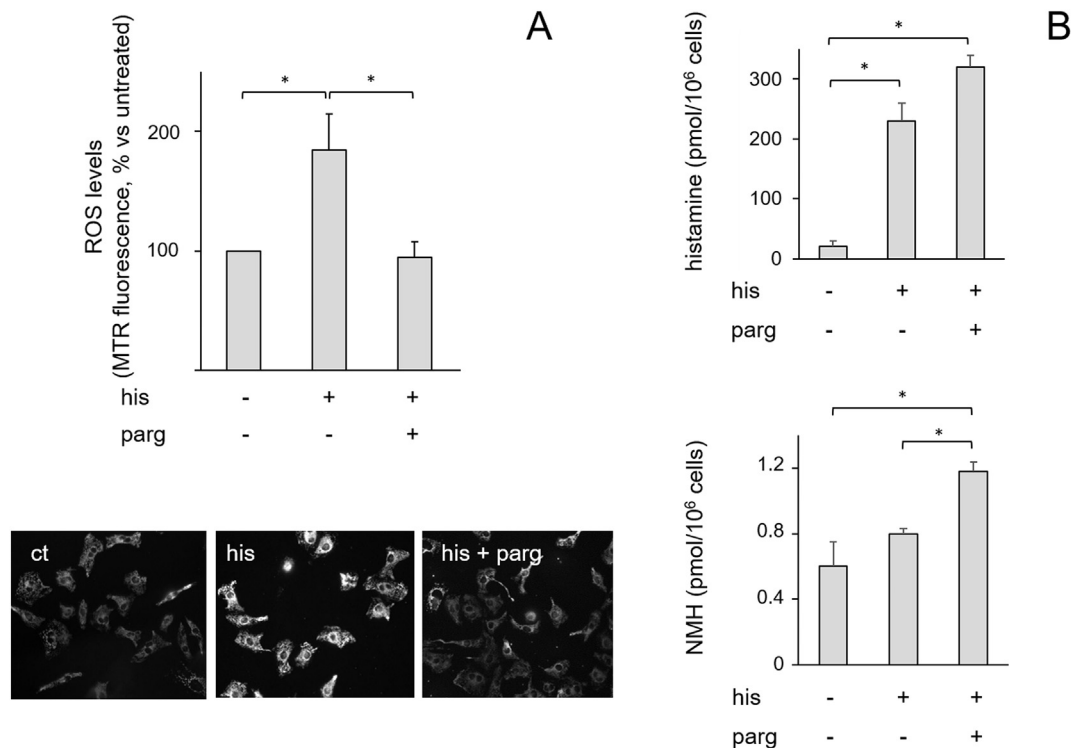 A
*
*
ROS levels
(MTR fluorescence, % vs untreated)
200
100
his - + +
parg - - +
ct
his
his + parg
B
*
*
histamine (pmol/10⁶ cells)
300
200
100
0
his - + +
parg - - +
*
*
NMH (pmol/10⁶ cells)
1.2
0.8
0.4
0
his - + +
parg - - +